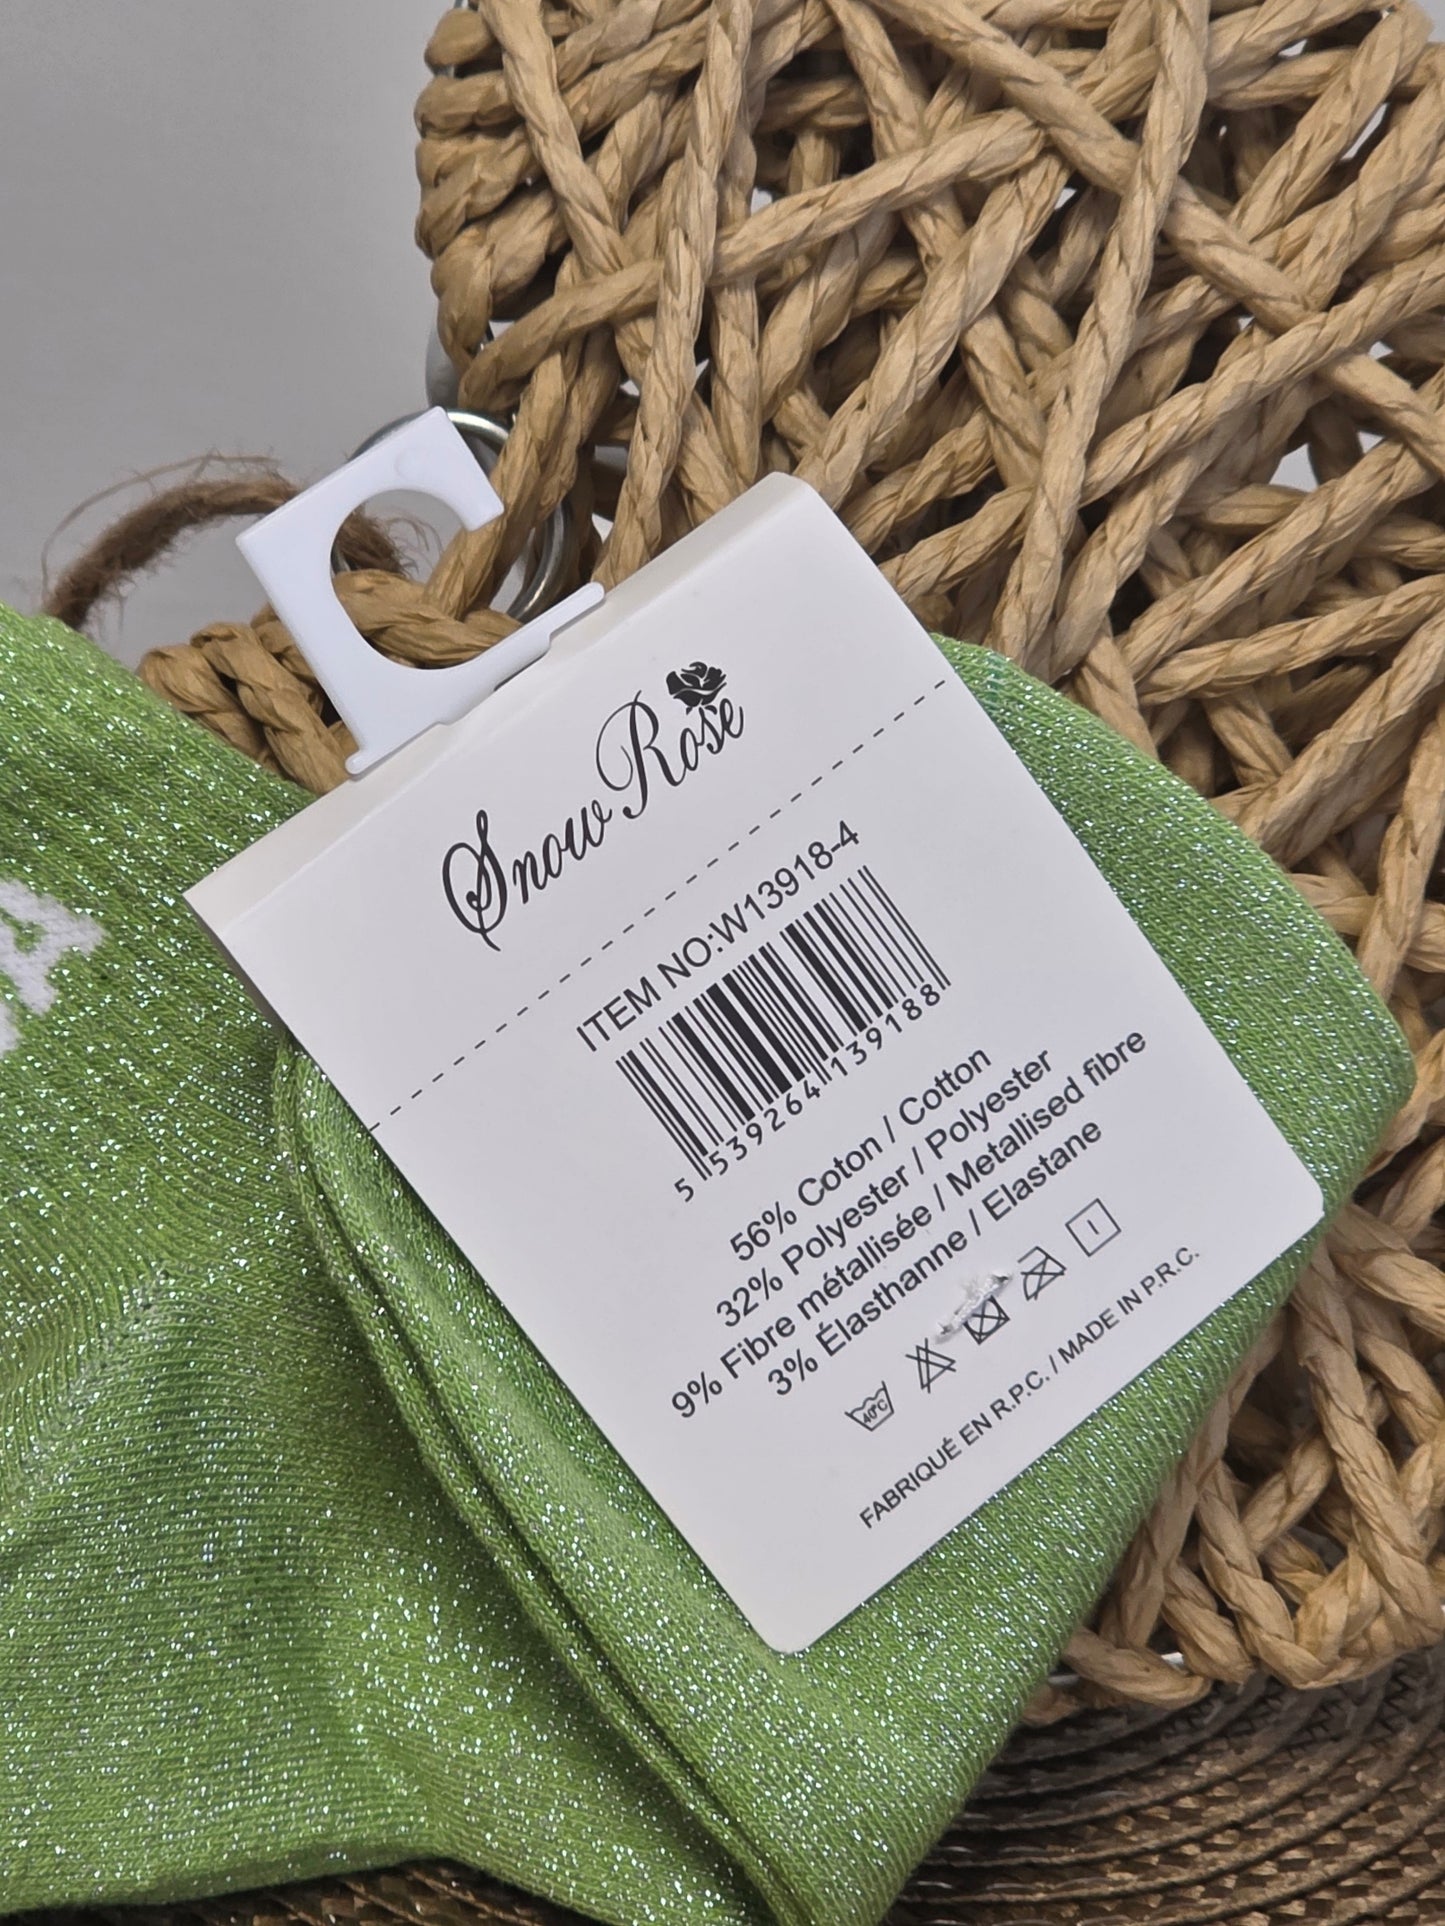 A
Snow Rose
ITEM NO:W13918-4
5 539264 139188
56% Coton / Cotton
32% Polyester / Polyester
9% Fibre métallisée / Metallised fibre
3% Élasthanne / Elastane
40°C
FABRIQUÉ EN R.P.C. / MADE IN P.R.C.